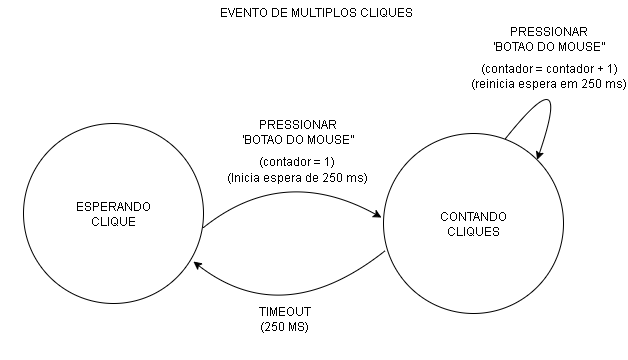 EVENTO DE MULTIPLOS CLIQUES
PRESSIONAR
'BOTAO DO MOUSE"
(contador = contador + 1)
(reinicia espera em 250 ms)
PRESSIONAR
'BOTAO DO MOUSE"
(contador = 1)
(Inicia espera de 250 ms)
ESPERANDO
CLIQUE
CONTANDO
CLIQUES
TIMEOUT
(250 MS)